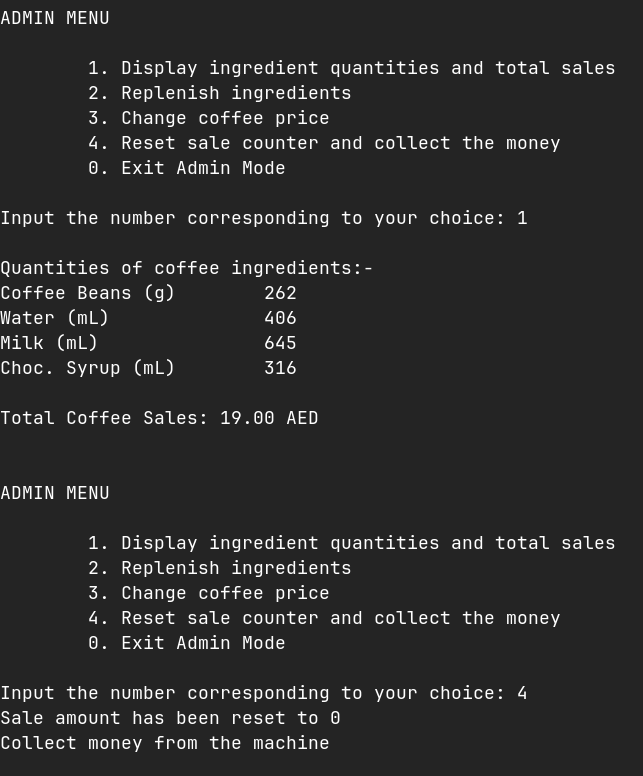 ADMIN MENU
1. Display ingredient quantities and total sales
2. Replenish ingredients
3. Change coffee price
4. Reset sale counter and collect the money
0. Exit Admin Mode
Input the number corresponding to your choice: 1
Quantities of coffee ingredients:-
Coffee Beans (g) 262
Water (mL) 406
Milk (mL) 645
Choc. Syrup (mL) 316
Total Coffee Sales: 19.00 AED
ADMIN MENU
1. Display ingredient quantities and total sales
2. Replenish ingredients
3. Change coffee price
4. Reset sale counter and collect the money
0. Exit Admin Mode
Input the number corresponding to your choice: 4
Sale amount has been reset to 0
Collect money from the machine